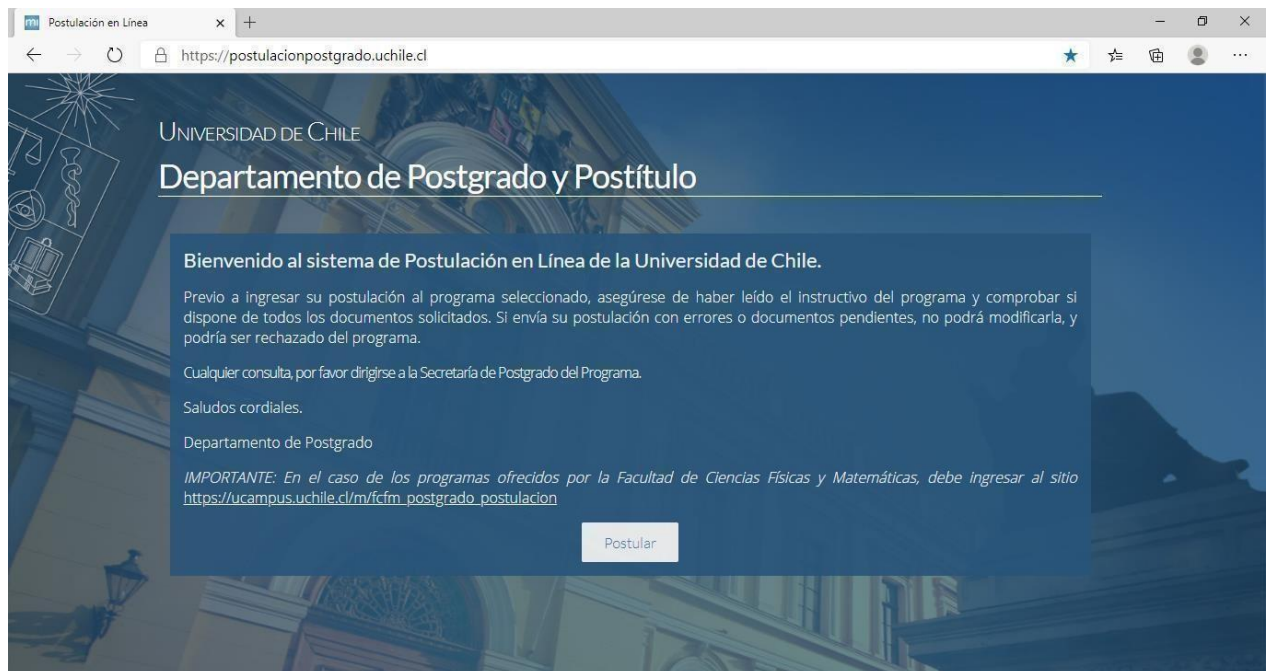 Postulación en Línea
https://postulacionpostgrado.uchile.cl
UNIVERSIDAD DE CHILE
Departamento de Postgrado y Postítulo
Bienvenido al sistema de Postulación en Línea de la Universidad de Chile.
Previo a ingresar su postulación al programa seleccionado, asegúrese de haber leído el instructivo del programa y comprobar si
dispone de todos los documentos solicitados. Si envía su postulación con errores o documentos pendientes, no podrá modificarla, y
podría ser rechazado del programa.
Cualquier consulta, por favor dirigirse a la Secretaría de Postgrado del Programa.
Saludos cordiales.
Departamento de Postgrado
IMPORTANTE: En el caso de los programas ofrecidos por la Facultad de Ciencias Físicas y Matemáticas, debe ingresar al sitio
https://ucampus.uchile.cl/m/fcfm_postgrado_postulacion
Postular